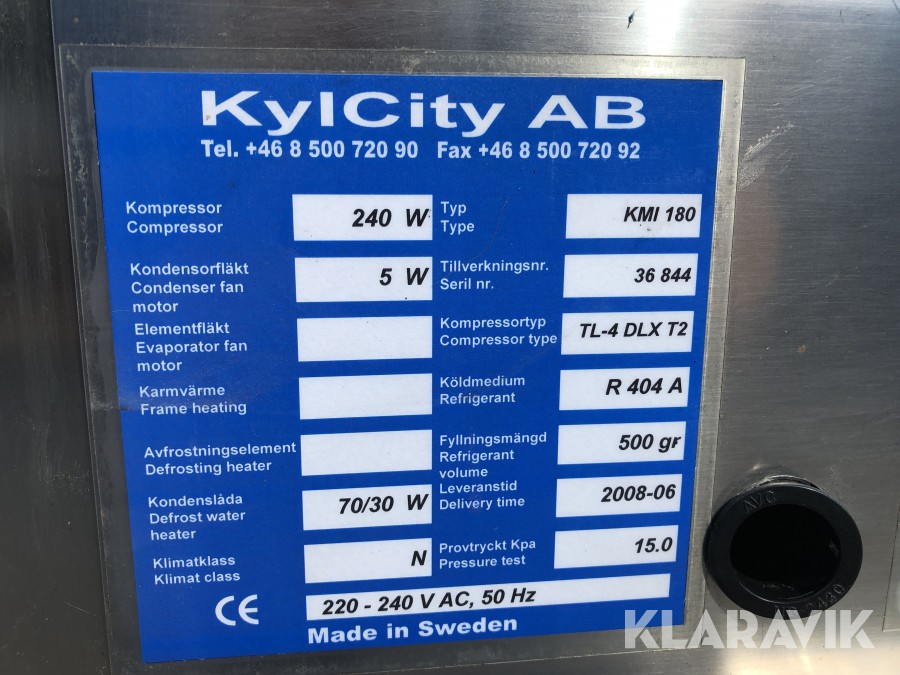 KylCity AB
Tel. +46 8 500 720 90 Fax +46 8 500 720 92
Kompressor
Compressor
240 W
Typ
Type
KMI 180
Kondensorfläkt
Condenser fan
motor
5 W
Tillverkningsnr.
Seril nr.
36 844
Elementfläkt
Evaporator fan
motor
Kompressortyp
Compressor type
TL-4 DLX T2
Karmvärme
Frame heating
Köldmedium
Refrigerant
R 404 A
Avfrostningselement
Defrosting heater
Fyllningsmängd
Refrigerant
volume
500 gr
Kondenslåda
Defrost water
heater
70/30 W
Leveranstid
Delivery time
2008-06
Klimatklass
Klimat class
N
Provtryckt Kpa
Pressure test
15.0
CE
220 - 240 V AC, 50 Hz
Made in Sweden
AVC
KLARAVIK